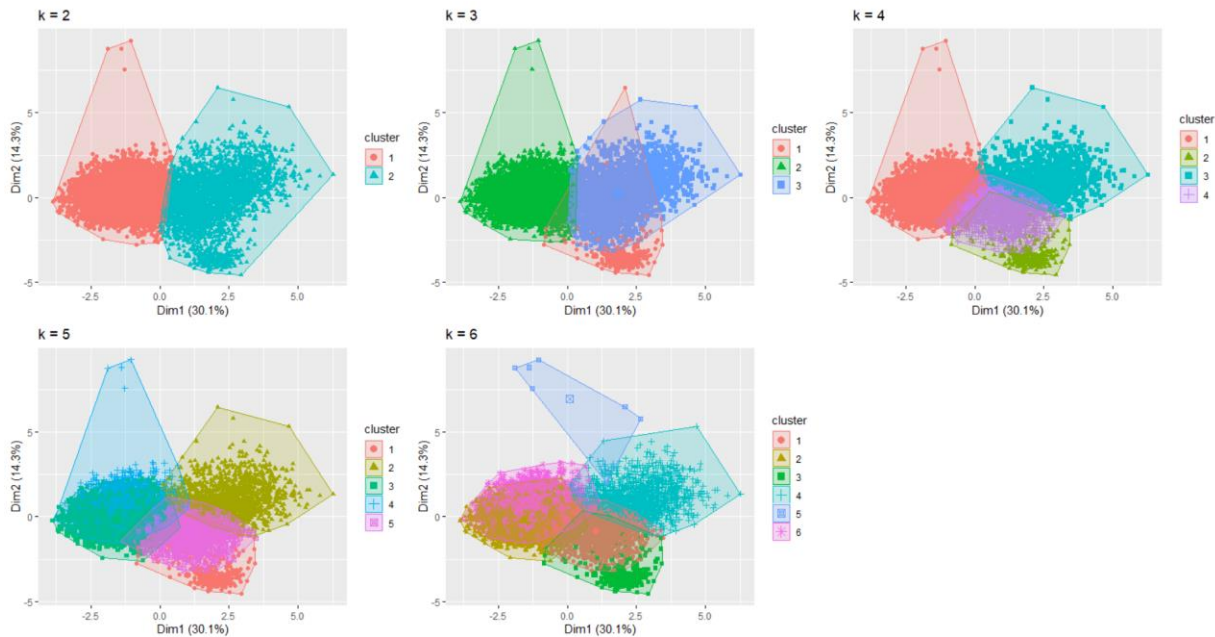 k = 2
5
0
-5
Dim2 (14.3%)
-2.5
0.0
2.5
5.0
Dim1 (30.1%)
cluster
1
2
k = 3
5
0
-5
Dim2 (14.3%)
-2.5
0.0
2.5
5.0
Dim1 (30.1%)
cluster
1
2
3
k = 4
5
0
-5
Dim2 (14.3%)
-2.5
0.0
2.5
5.0
Dim1 (30.1%)
cluster
1
2
3
4
k = 5
5
0
-5
Dim2 (14.3%)
-2.5
0.0
2.5
5.0
Dim1 (30.1%)
cluster
1
2
3
4
5
k = 6
5
0
-5
Dim2 (14.3%)
-2.5
0.0
2.5
5.0
Dim1 (30.1%)
cluster
1
2
3
4
5
6